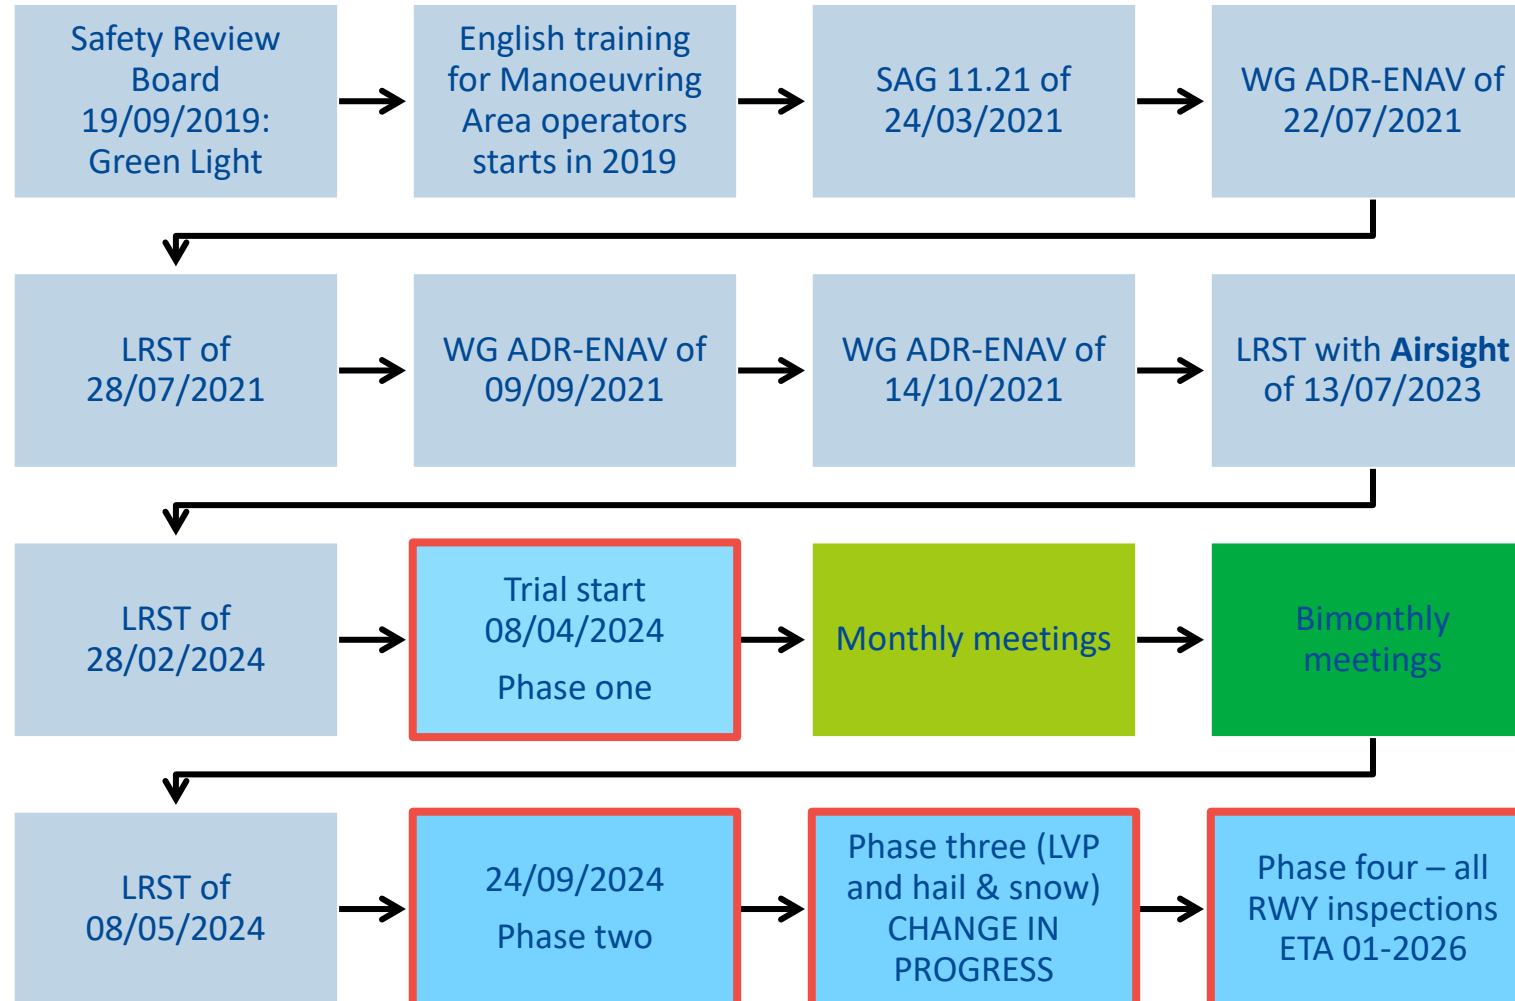 Safety Review
Board
19/09/2019:
Green Light
English training
for Manoeuvring
Area operators
starts in 2019
SAG 11.21 of
24/03/2021
WG ADR-ENAV of
22/07/2021
LRST of
28/07/2021
WG ADR-ENAV of
09/09/2021
WG ADR-ENAV of
14/10/2021
LRST with Airsight
of 13/07/2023
LRST of
28/02/2024
Trial start
08/04/2024
Phase one
Monthly meetings
Bimonthly
meetings
LRST of
08/05/2024
24/09/2024
Phase two
Phase three (LVP
and hail & snow)
CHANGE IN
PROGRESS
Phase four – all
RWY inspections
ETA 01-2026